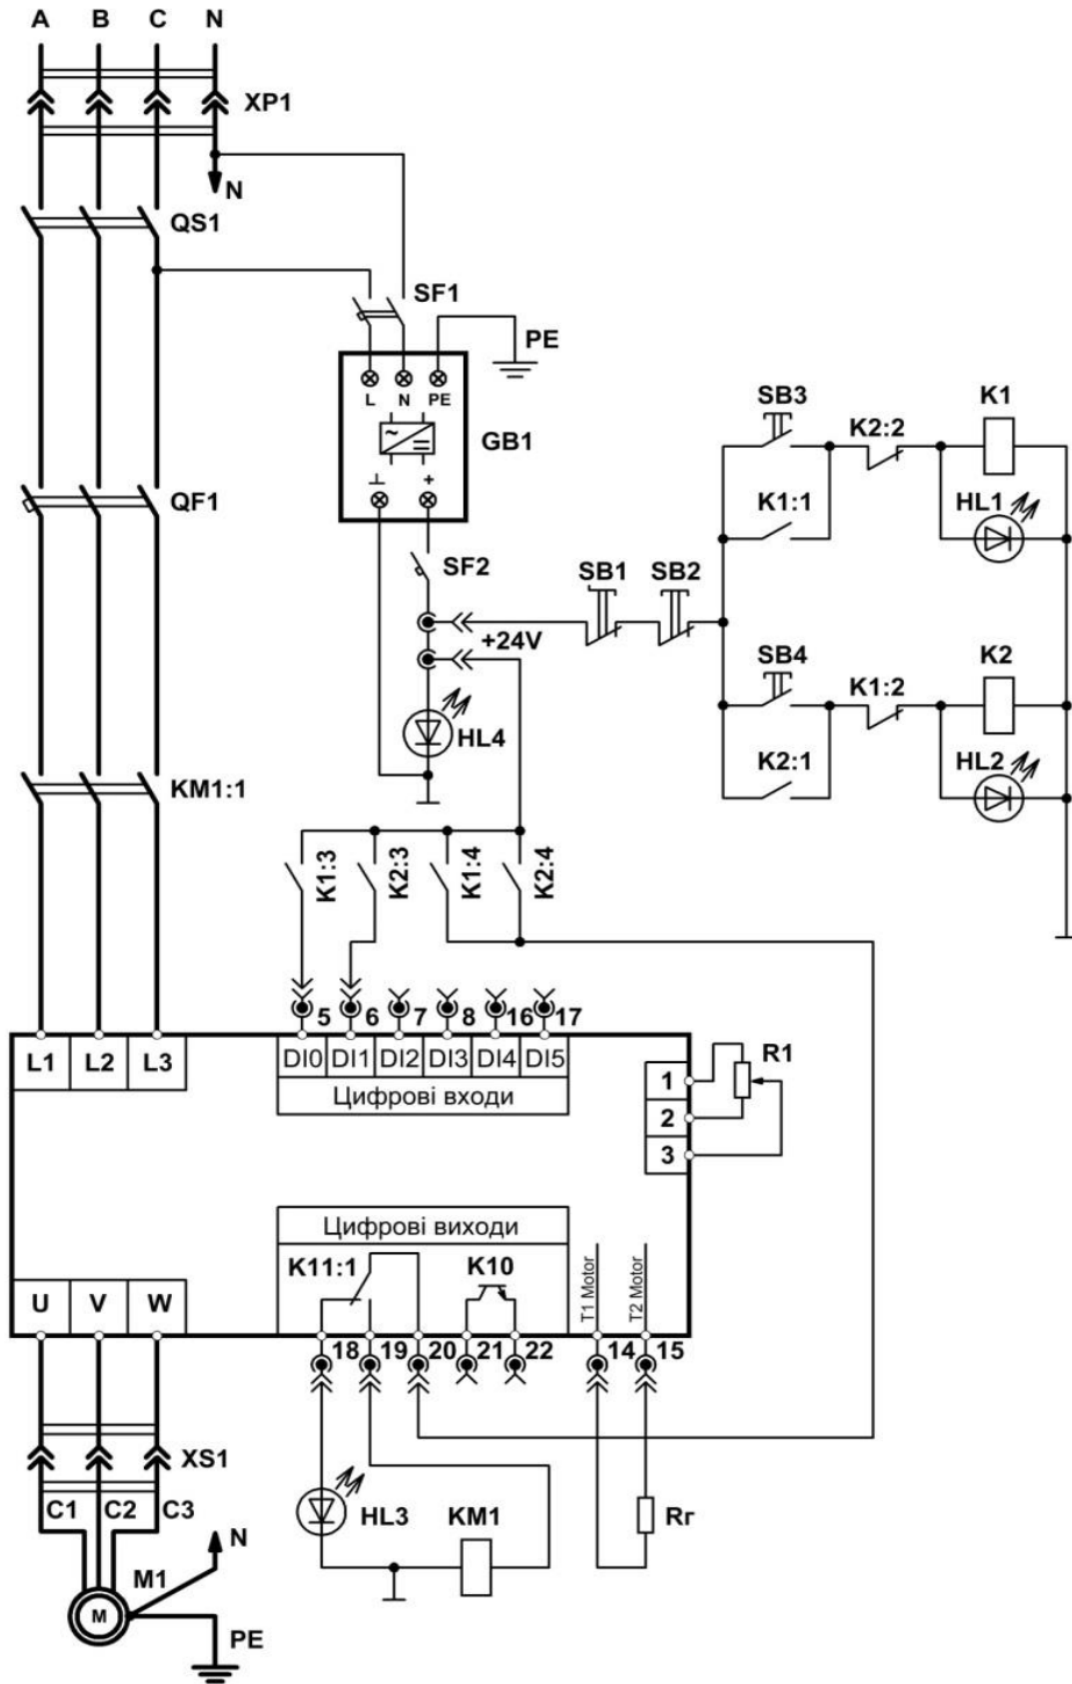 A B C N
XP1
N
QS1
SF1
PE
L N PE
GB1
~ =
⊥ +
SB3
K1
K2:2
K1:1
HL1
QF1
SF2
SB1 SB2
+24V
SB4
K2
K1:2
HL4
K2:1
HL2
KM1:1
K1:3
K2:3
K1:4
K2:4
5 6 7 8 16 17
L1 L2 L3
DI0 DI1 DI2 DI3 DI4 DI5
Цифрові входи
1
2
3
R1
Цифрові виходи
K11:1
K10
T1 Motor
T2 Motor
U V W
18 19 20 21 22 14 15
XS1
C1 C2 C3
HL3
KM1
Rг
N
M1
M
PE